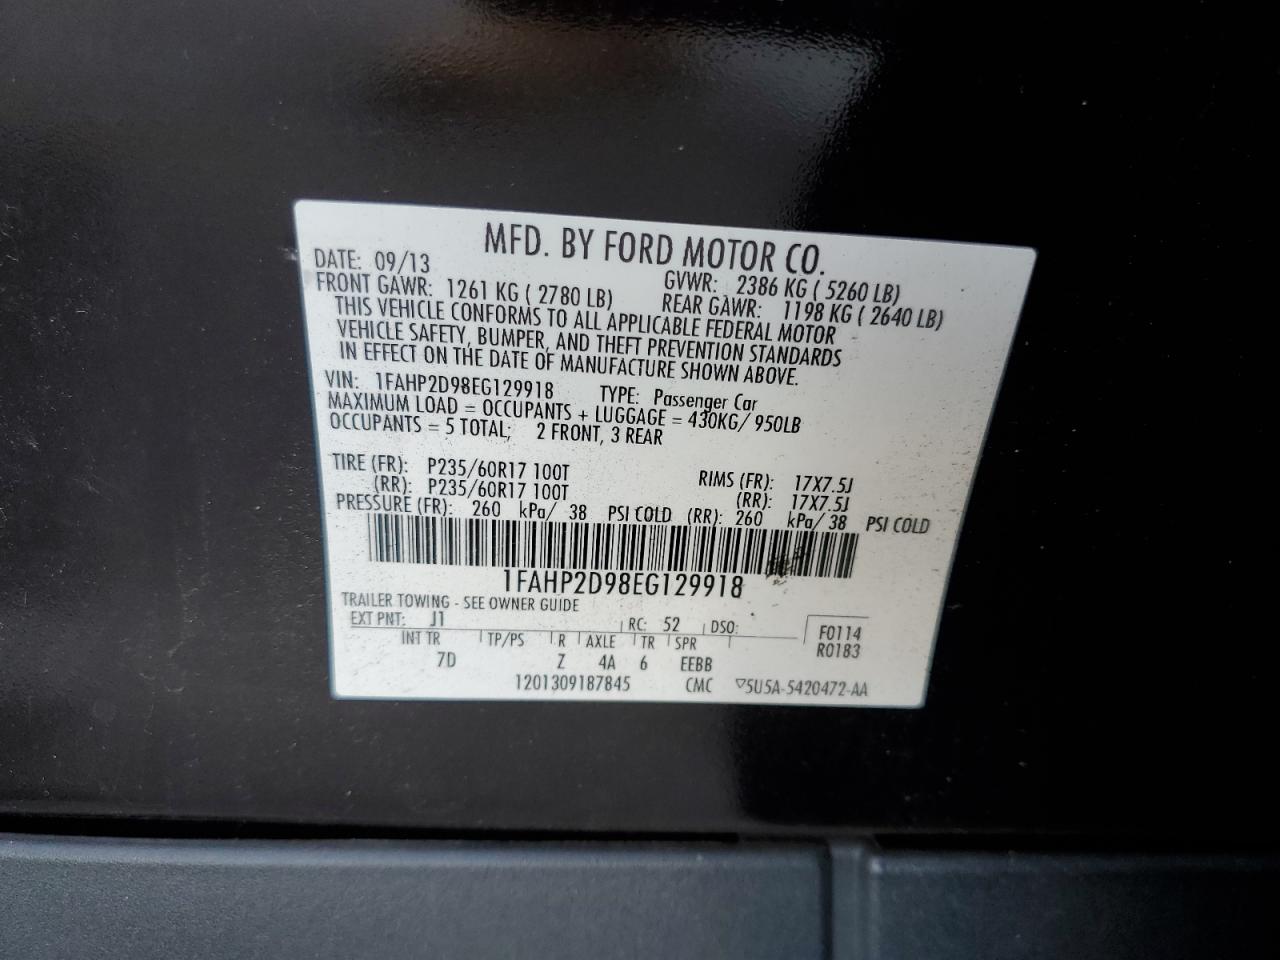 MFD. BY FORD MOTOR CO.
DATE: 09/13 GVWR: 2386 KG ( 5260 LB)
FRONT GAWR: 1261 KG ( 2780 LB) REAR GAWR: 1198 KG ( 2640 LB)
THIS VEHICLE CONFORMS TO ALL APPLICABLE FEDERAL MOTOR
VEHICLE SAFETY, BUMPER, AND THEFT PREVENTION STANDARDS
IN EFFECT ON THE DATE OF MANUFACTURE SHOWN ABOVE.
VIN: 1FAHP2D98EG129918 TYPE: Passenger Car
MAXIMUM LOAD = OCCUPANTS + LUGGAGE = 430KG/ 950LB
OCCUPANTS = 5 TOTAL; 2 FRONT, 3 REAR
TIRE (FR): P235/60R17 100T RIMS (FR): 17X7.5J
(RR): P235/60R17 100T (RR): 17X7.5J
PRESSURE (FR): 260 kPa/ 38 PSI COLD (RR): 260 kPa/ 38 PSI COLD
1FAHP2D98EG129918
TRAILER TOWING - SEE OWNER GUIDE
EXT PNT: J1 RC: 52 DSO: F0114
INT TR TP/PS R AXLE TR SPR R0183
7D Z 4A 6 EEBB
1201309187845 CMC ▽5U5A-5420472-AA